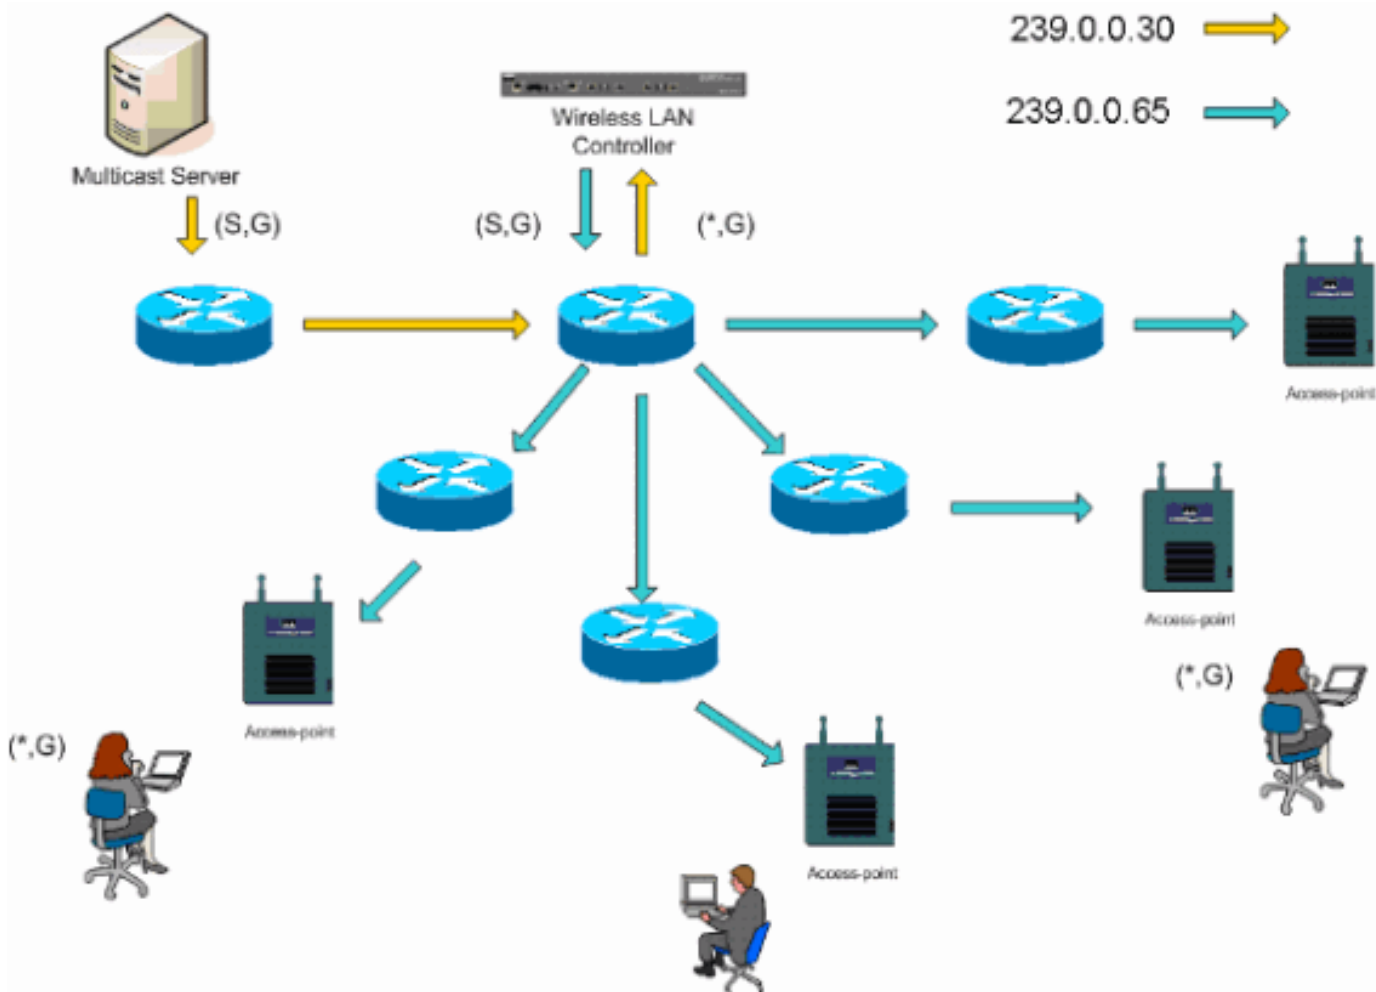 239.0.0.30
239.0.0.65
Wireless LAN
Controller
Multicast Server
(S,G)
(S,G)
(*,G)
Access-point
Access-point
(*,G)
Access-point
(*,G)
Access-point